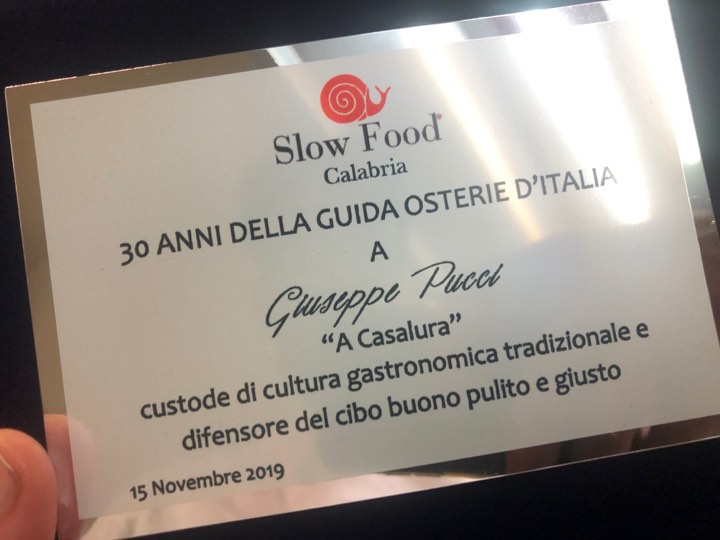 Slow Food®
Calabria
30 ANNI DELLA GUIDA OSTERIE D'ITALIA
A
Giuseppe Pucci
"A Casalura"
custode di cultura gastronomica tradizionale e
difensore del cibo buono pulito e giusto
15 Novembre 2019